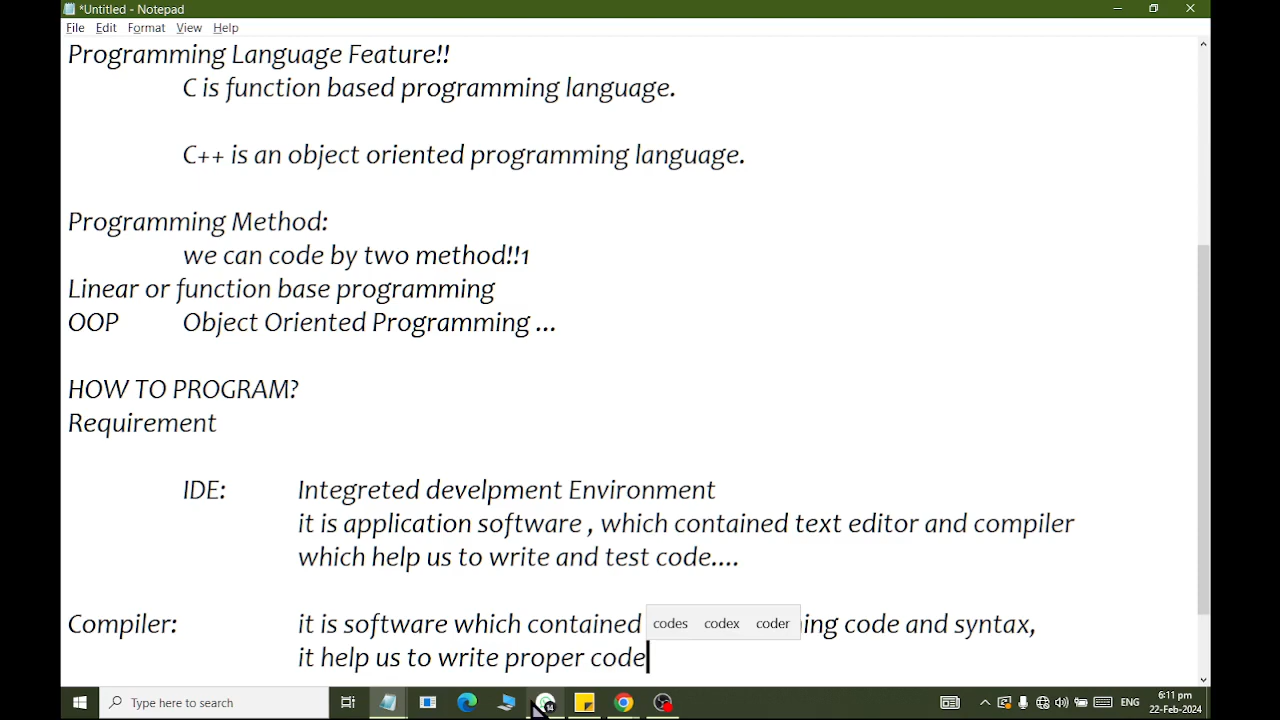 *Untitled - Notepad
File Edit Format View Help
Programming Language Feature!!
C is function based programming language.
C++ is an object oriented programming language.
Programming Method:
we can code by two method!!1
Linear or function base programming
OOP Object Oriented Programming ...
HOW TO PROGRAM?
Requirement
IDE: Integreted develpment Environment
it is application software , which contained text editor and compiler
which help us to write and test code....
Compiler: it is software which contained ing code and syntax,
codes codex coder
it help us to write proper code
Type here to search
14
ENG
6:11 pm
22-Feb-2024